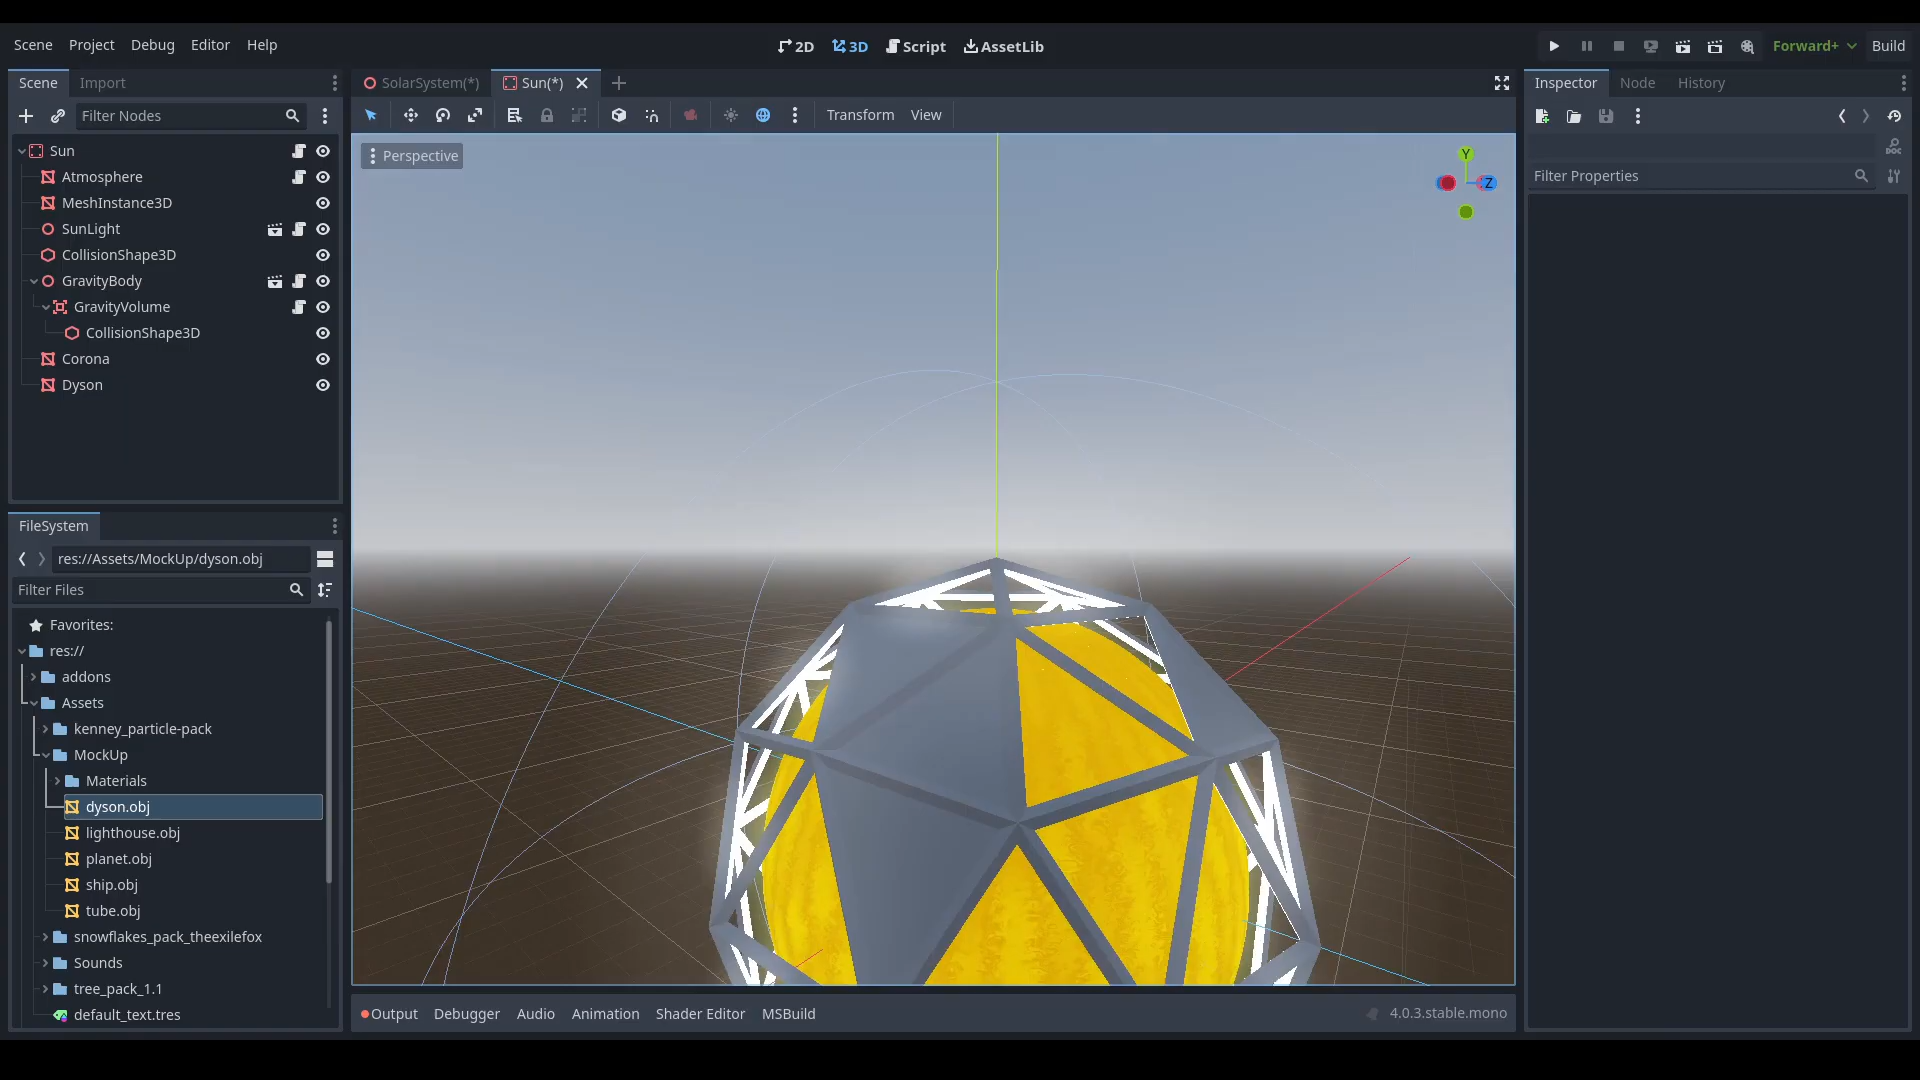 Scene Project Debug Editor Help
2D 3D Script AssetLib
Forward+ Build
Scene Import
Filter Nodes
Sun
Atmosphere
MeshInstance3D
SunLight
CollisionShape3D
GravityBody
GravityVolume
CollisionShape3D
Corona
Dyson
FileSystem
res://Assets/MockUp/dyson.obj
Filter Files
Favorites:
res://
addons
Assets
kenney_particle-pack
MockUp
Materials
dyson.obj
lighthouse.obj
planet.obj
ship.obj
tube.obj
snowflakes_pack_theexilefox
Sounds
tree_pack_1.1
default_text.tres
SolarSystem(*) Sun(*)
Transform View
Perspective
Y
Z
Output Debugger Audio Animation Shader Editor MSBuild
4.0.3.stable.mono
Inspector Node History
DOC
Filter Properties